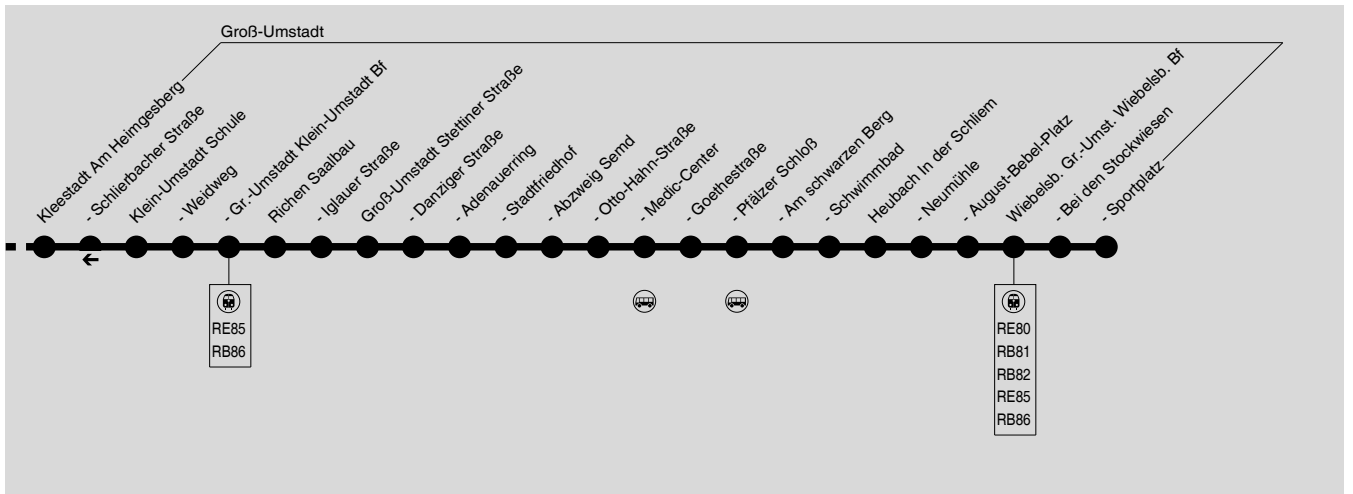 Groß-Umstadt
Kleestadt Am Heimgesberg
- Schlierbacher Straße
Klein-Umstadt Schule
- Weidweg
- Gr.-Umstadt Klein-Umstadt Bf
Richen Saalbau
- Iglauer Straße
Groß-Umstadt Stettiner Straße
- Danziger Straße
- Adenauerring
- Stadtfriedhof
- Abzweig Semd
- Otto-Hahn-Straße
- Medic-Center
- Goethestraße
- Pfälzer Schloß
- Am schwarzen Berg
- Schwimmbad
Heubach In der Schliem
- Neumühle
- August-Bebel-Platz
Wiebelsb. Gr.-Umst. Wiebelsb. Bf
- Bei den Stockwiesen
- Sportplatz
RE85
RB86
RE80
RB81
RB82
RE85
RB86